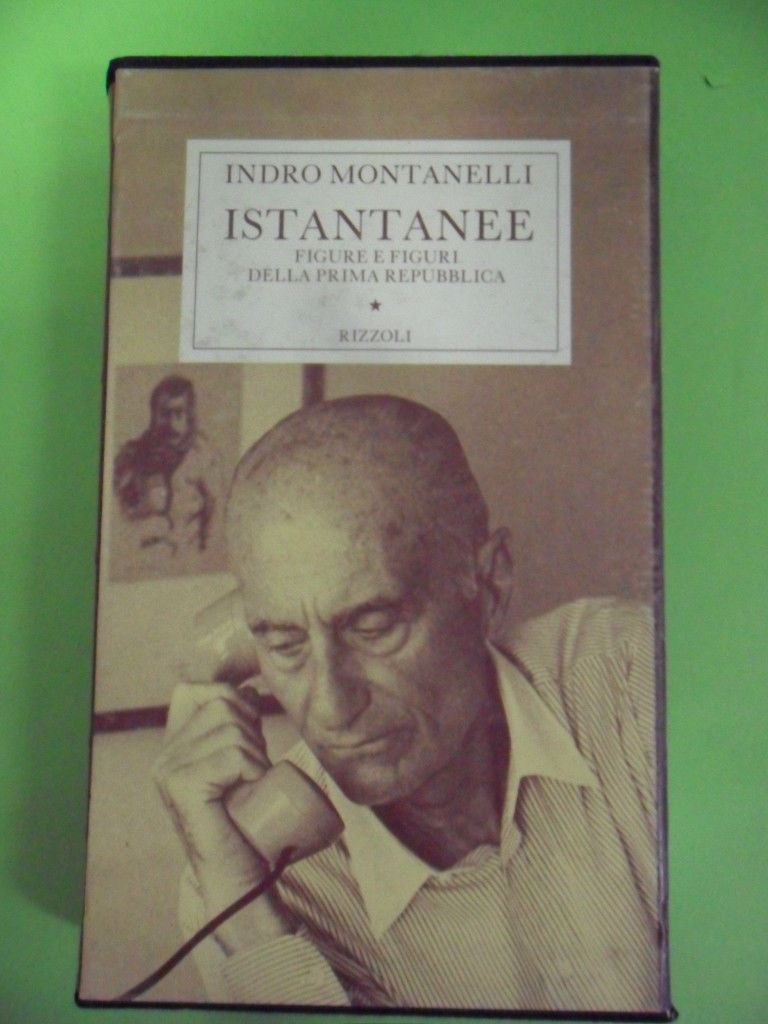 INDRO MONTANELLI
ISTANTANEE
FIGURE E FIGURI
DELLA PRIMA REPUBBLICA
★
RIZZOLI